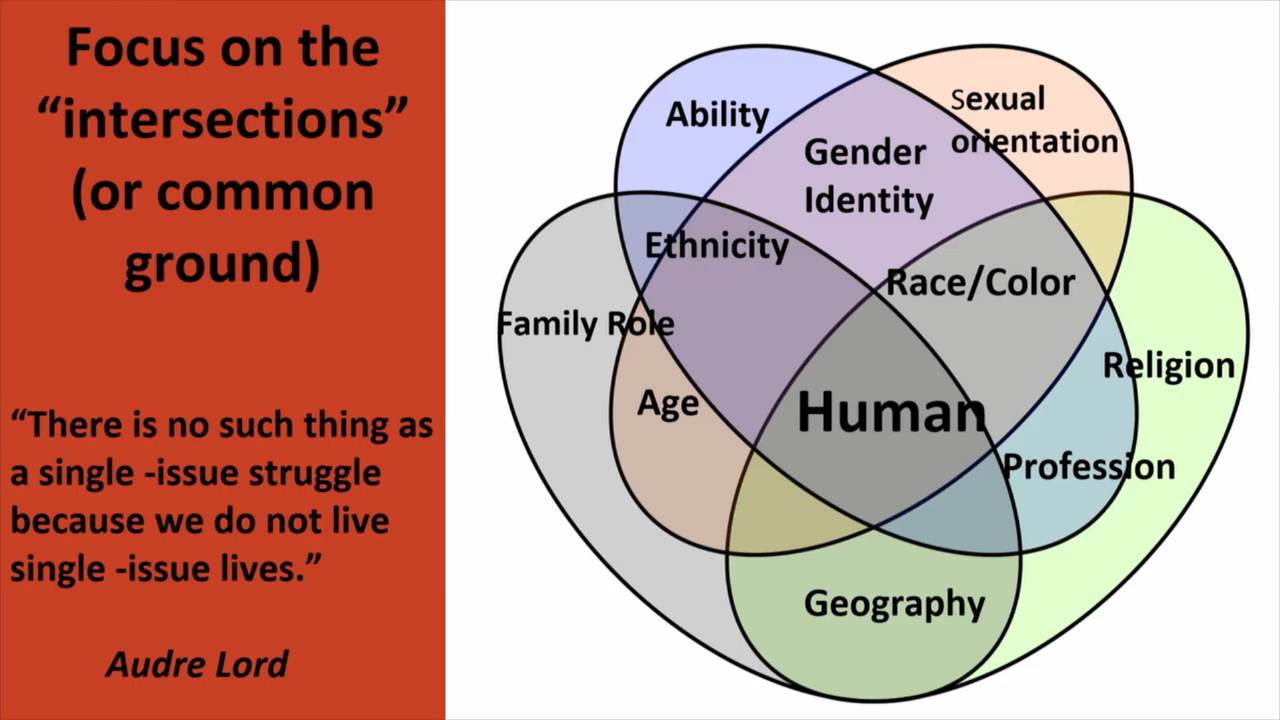 Focus on the
“intersections”
(or common
ground)
“There is no such thing as
a single -issue struggle
because we do not live
single -issue lives.”
Audre Lord
Ability
Sexual
orientation
Gender
Identity
Ethnicity
Race/Color
Family Role
Religion
Age
Human
Profession
Geography